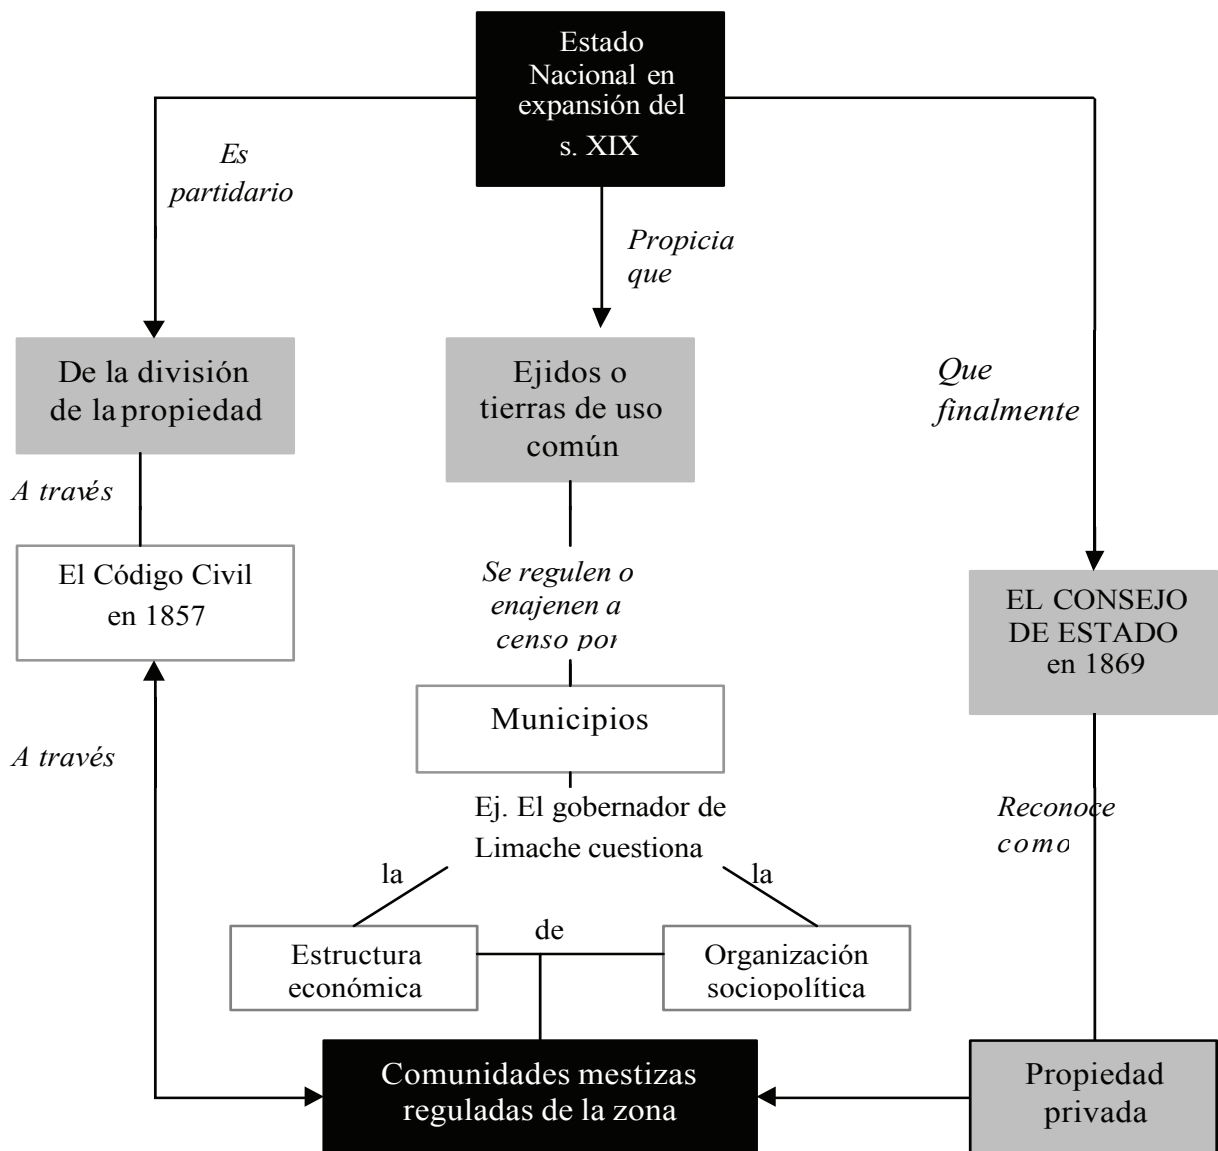 Estado
Nacional en
expansión del
s. XIX
Es
partidario
Propicia
que
De la división
de la propiedad
Ejidos o
tierras de uso
común
Que
finalmente
A través
El Código Civil
en 1857
Se regulen o
enajenen a
censo por
EL CONSEJO
DE ESTADO
en 1869
Municipios
A través
Ej. El gobernador de
Limache cuestiona
Reconoce
como
la
la
de
Estructura
económica
Organización
sociopolítica
Comunidades mestizas
reguladas de la zona
Propiedad
privada